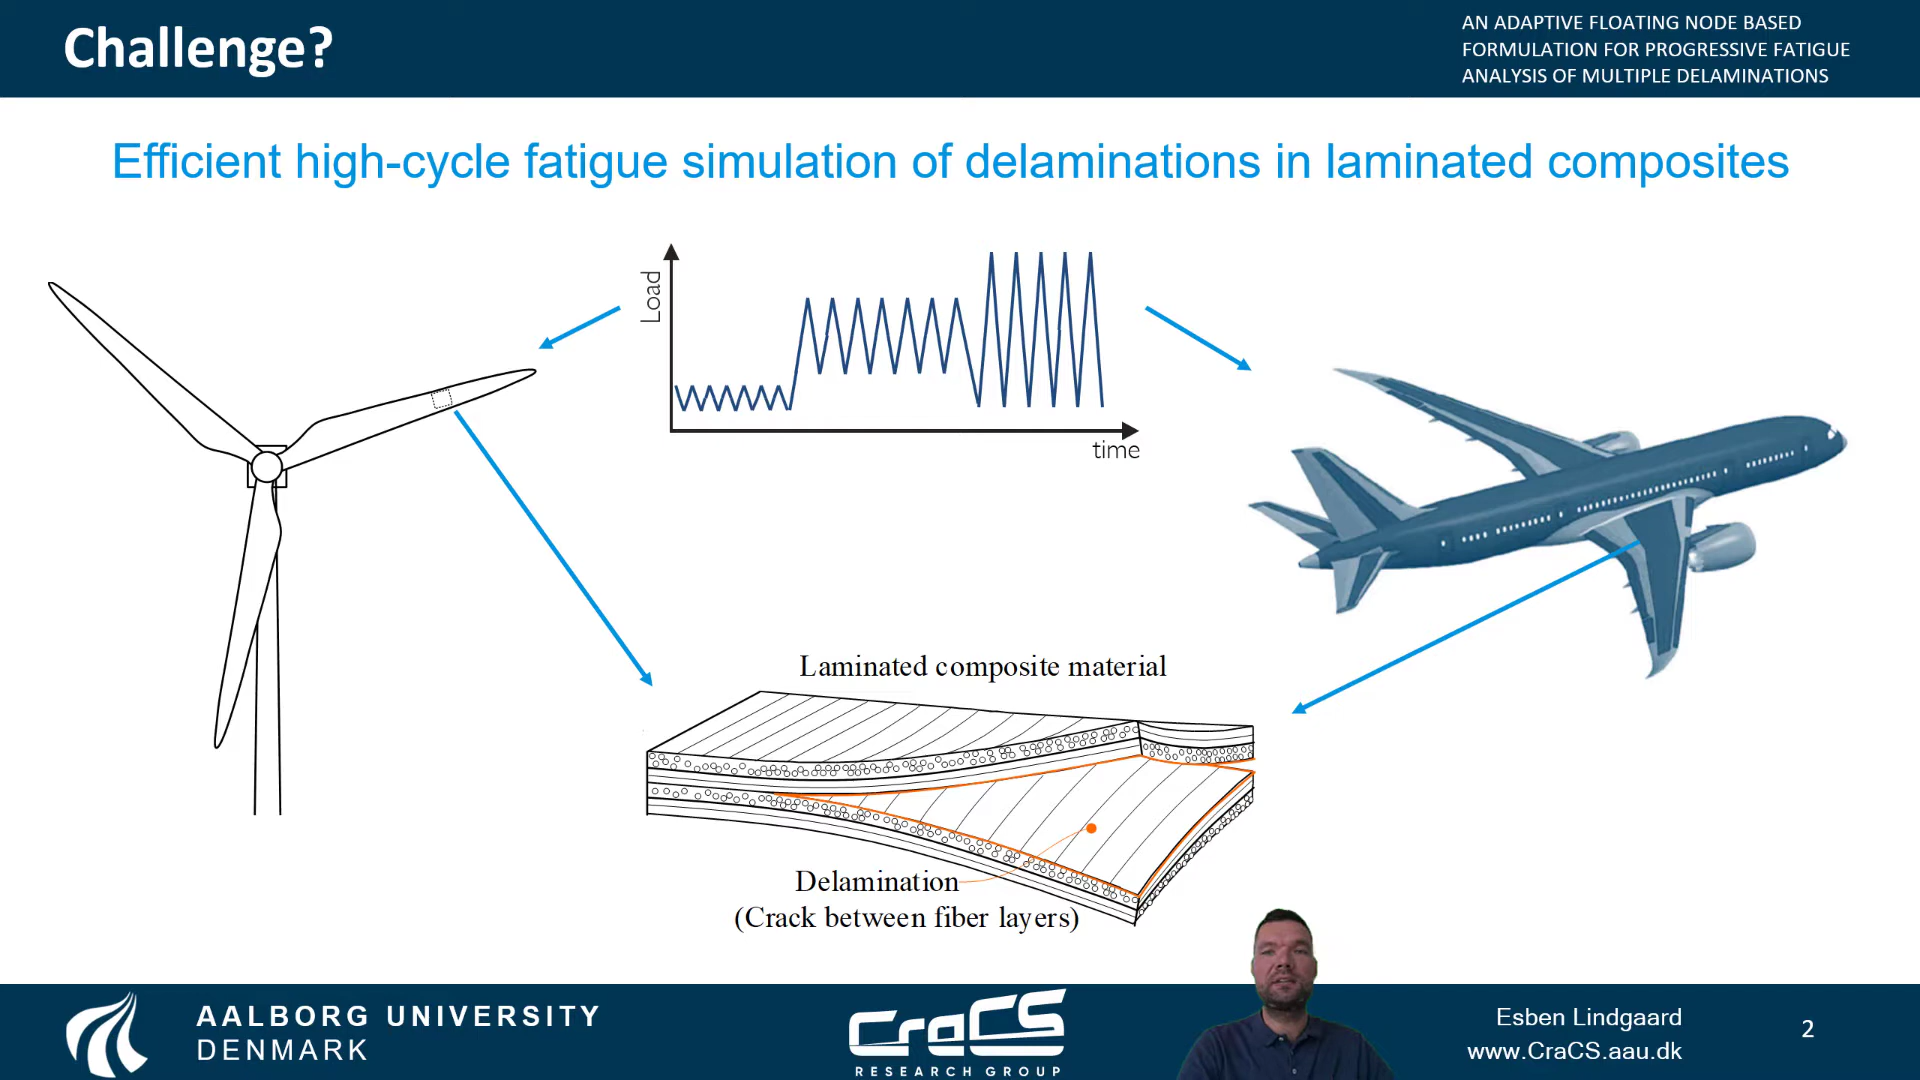 Challenge?
AN ADAPTIVE FLOATING NODE BASED
FORMULATION FOR PROGRESSIVE FATIGUE
ANALYSIS OF MULTIPLE DELAMINATIONS
Efficient high-cycle fatigue simulation of delaminations in laminated composites
Load
time
Laminated composite material
Delamination
(Crack between fiber layers)
AALBORG UNIVERSITY
DENMARK
CraCS
RESEARCH GROUP
Esben Lindgaard
www.CraCS.aau.dk
2